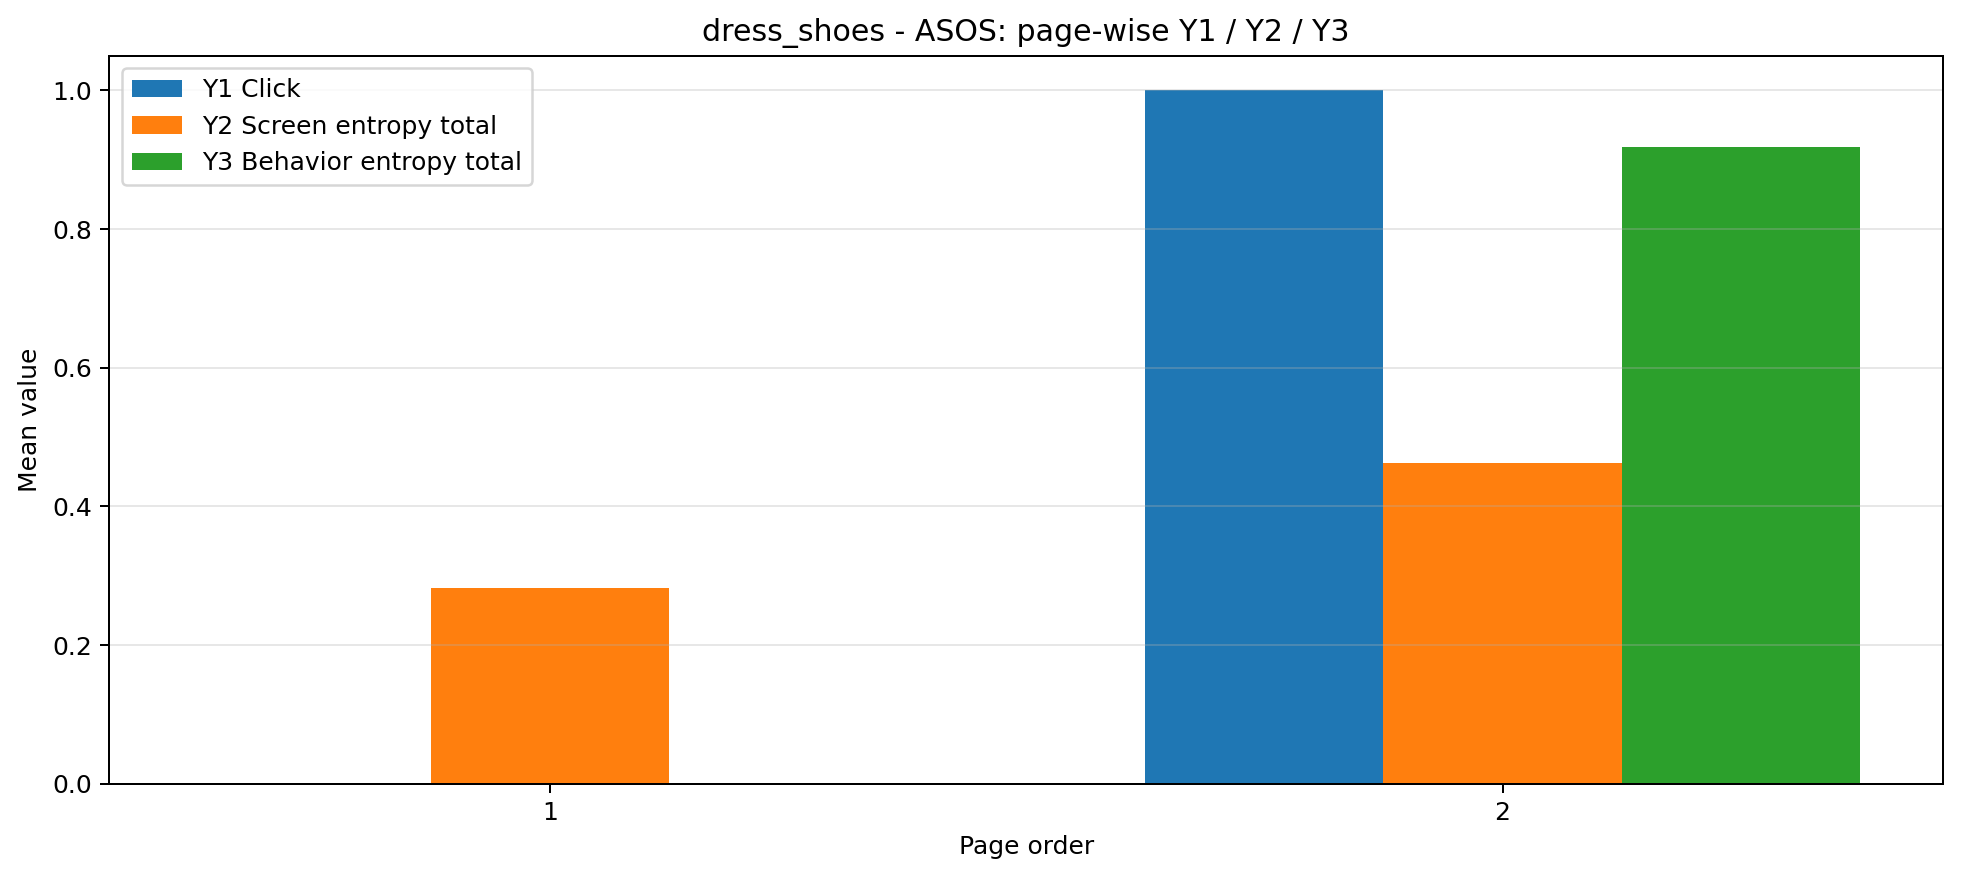 dress_shoes - ASOS: page-wise Y1 / Y2 / Y3
Y1 Click
Y2 Screen entropy total
Y3 Behavior entropy total
Mean value
1.0
0.8
0.6
0.4
0.2
0.0
1
2
Page order